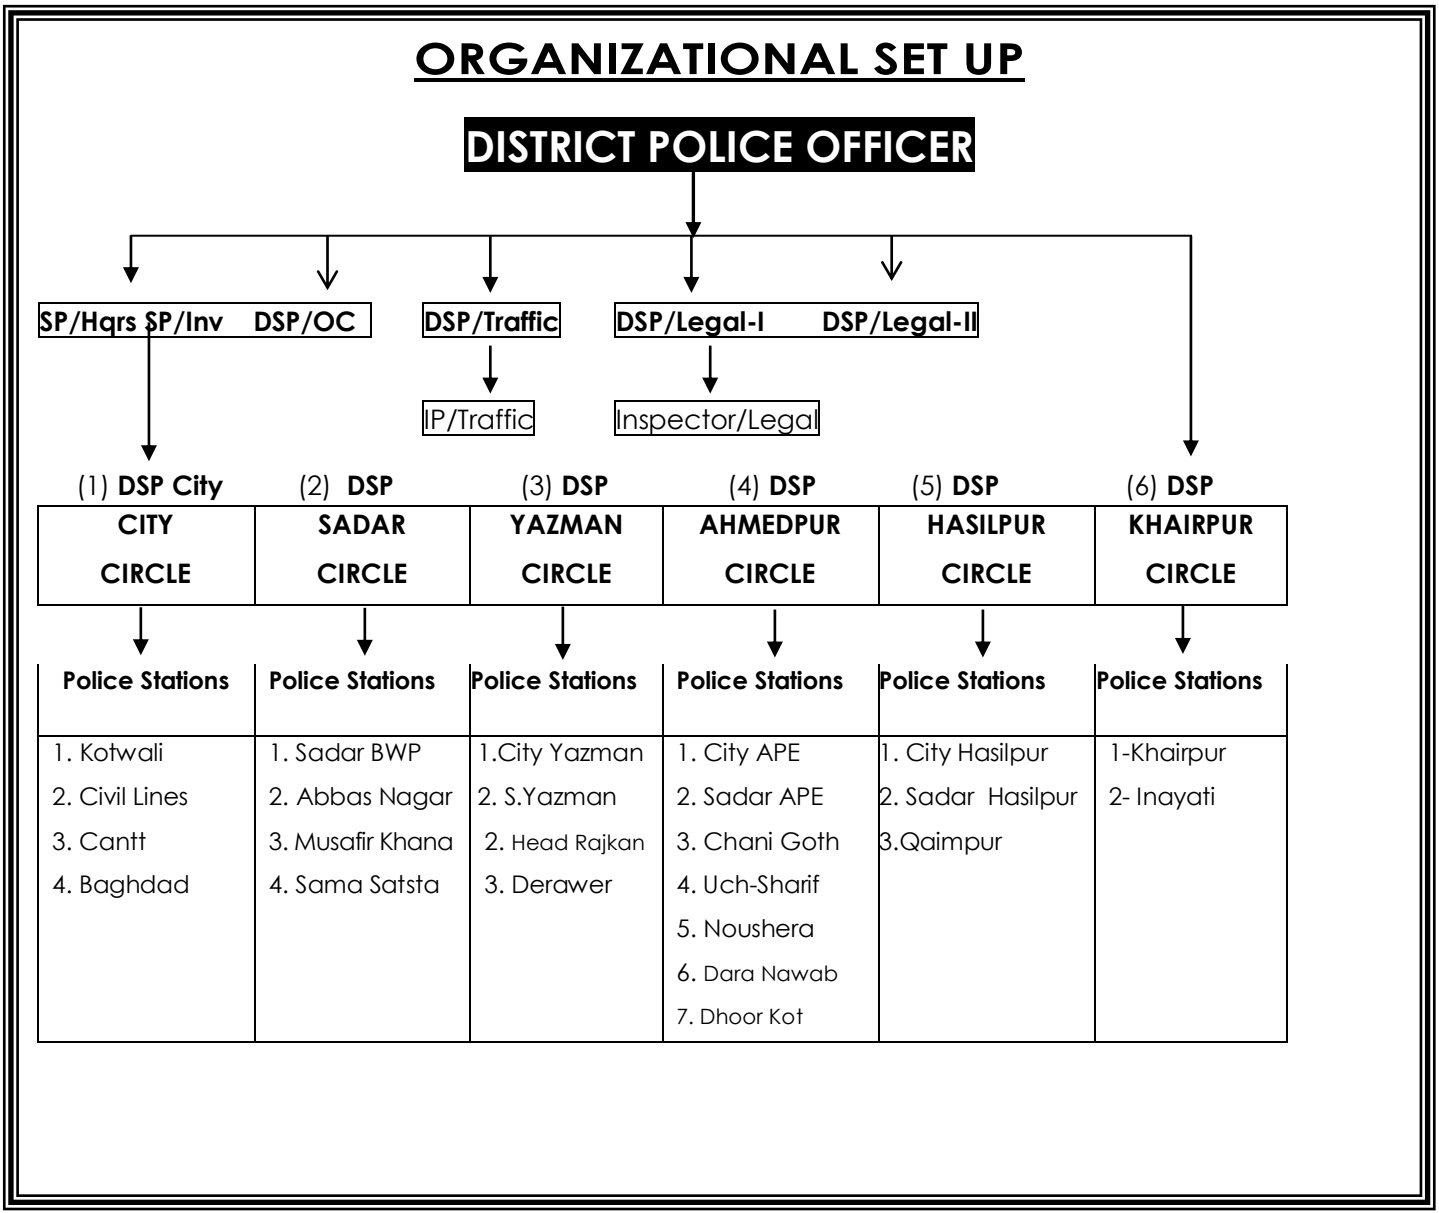 ORGANIZATIONAL SET UP
DISTRICT POLICE OFFICER
SP/Hqrs SP/Inv DSP/OC DSP/Traffic DSP/Legal-I DSP/Legal-II
IP/Traffic Inspector/Legal
(1) DSP City (2) DSP (3) DSP (4) DSP (5) DSP (6) DSP
CITY SADAR YAZMAN AHMEDPUR HASILPUR KHAIRPUR
CIRCLE CIRCLE CIRCLE CIRCLE CIRCLE CIRCLE
Police Stations Police Stations Police Stations Police Stations Police Stations Police Stations
1. Kotwali 1. Sadar BWP 1.City Yazman 1. City APE 1. City Hasilpur 1-Khairpur
2. Civil Lines 2. Abbas Nagar 2. S.Yazman 2. Sadar APE 2. Sadar Hasilpur 2- Inayati
3. Cantt 3. Musafir Khana 2. Head Rajkan 3. Chani Goth 3.Qaimpur
4. Baghdad 4. Sama Satsta 3. Derawer 4. Uch-Sharif
5. Noushera
6. Dara Nawab
7. Dhoor Kot